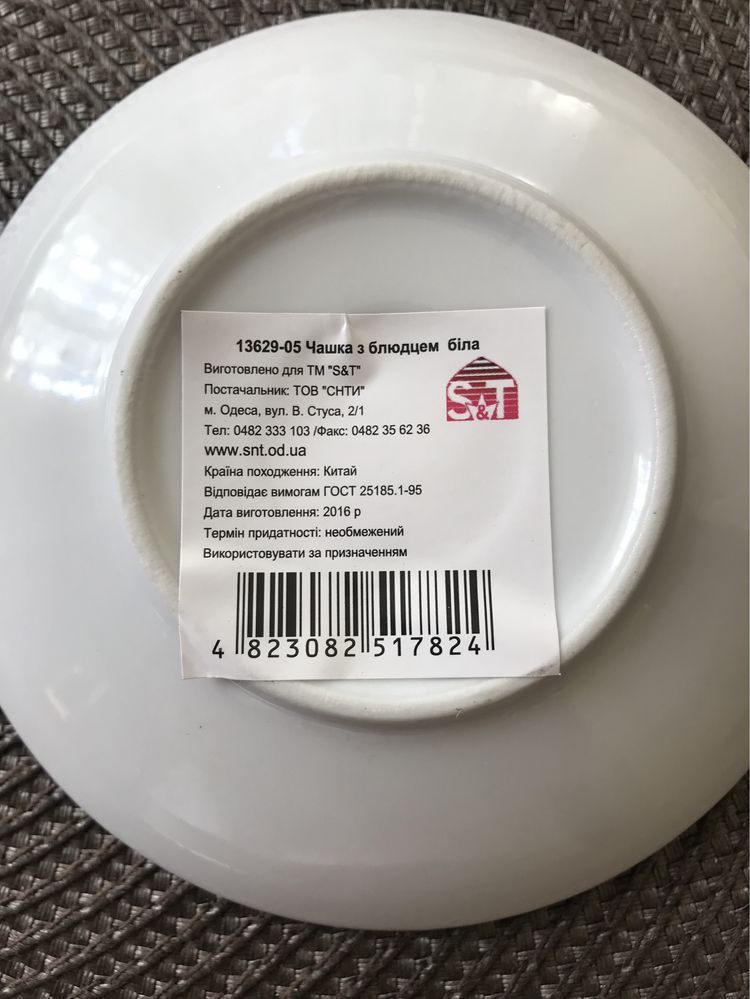 13629-05 Чашка з блюдцем біла
Виготовлено для ТМ "S&T"
Постачальник: ТОВ "СНТИ"
м. Одеса, вул. В. Стуса, 2/1
Тел: 0482 333 103 /Факс: 0482 35 62 36
www.snt.od.ua
Країна походження: Китай
Відповідає вимогам ГОСТ 25185.1-95
Дата виготовлення: 2016 р
Термін придатності: необмежений
Використовувати за призначенням
S&T
4 823082 517824